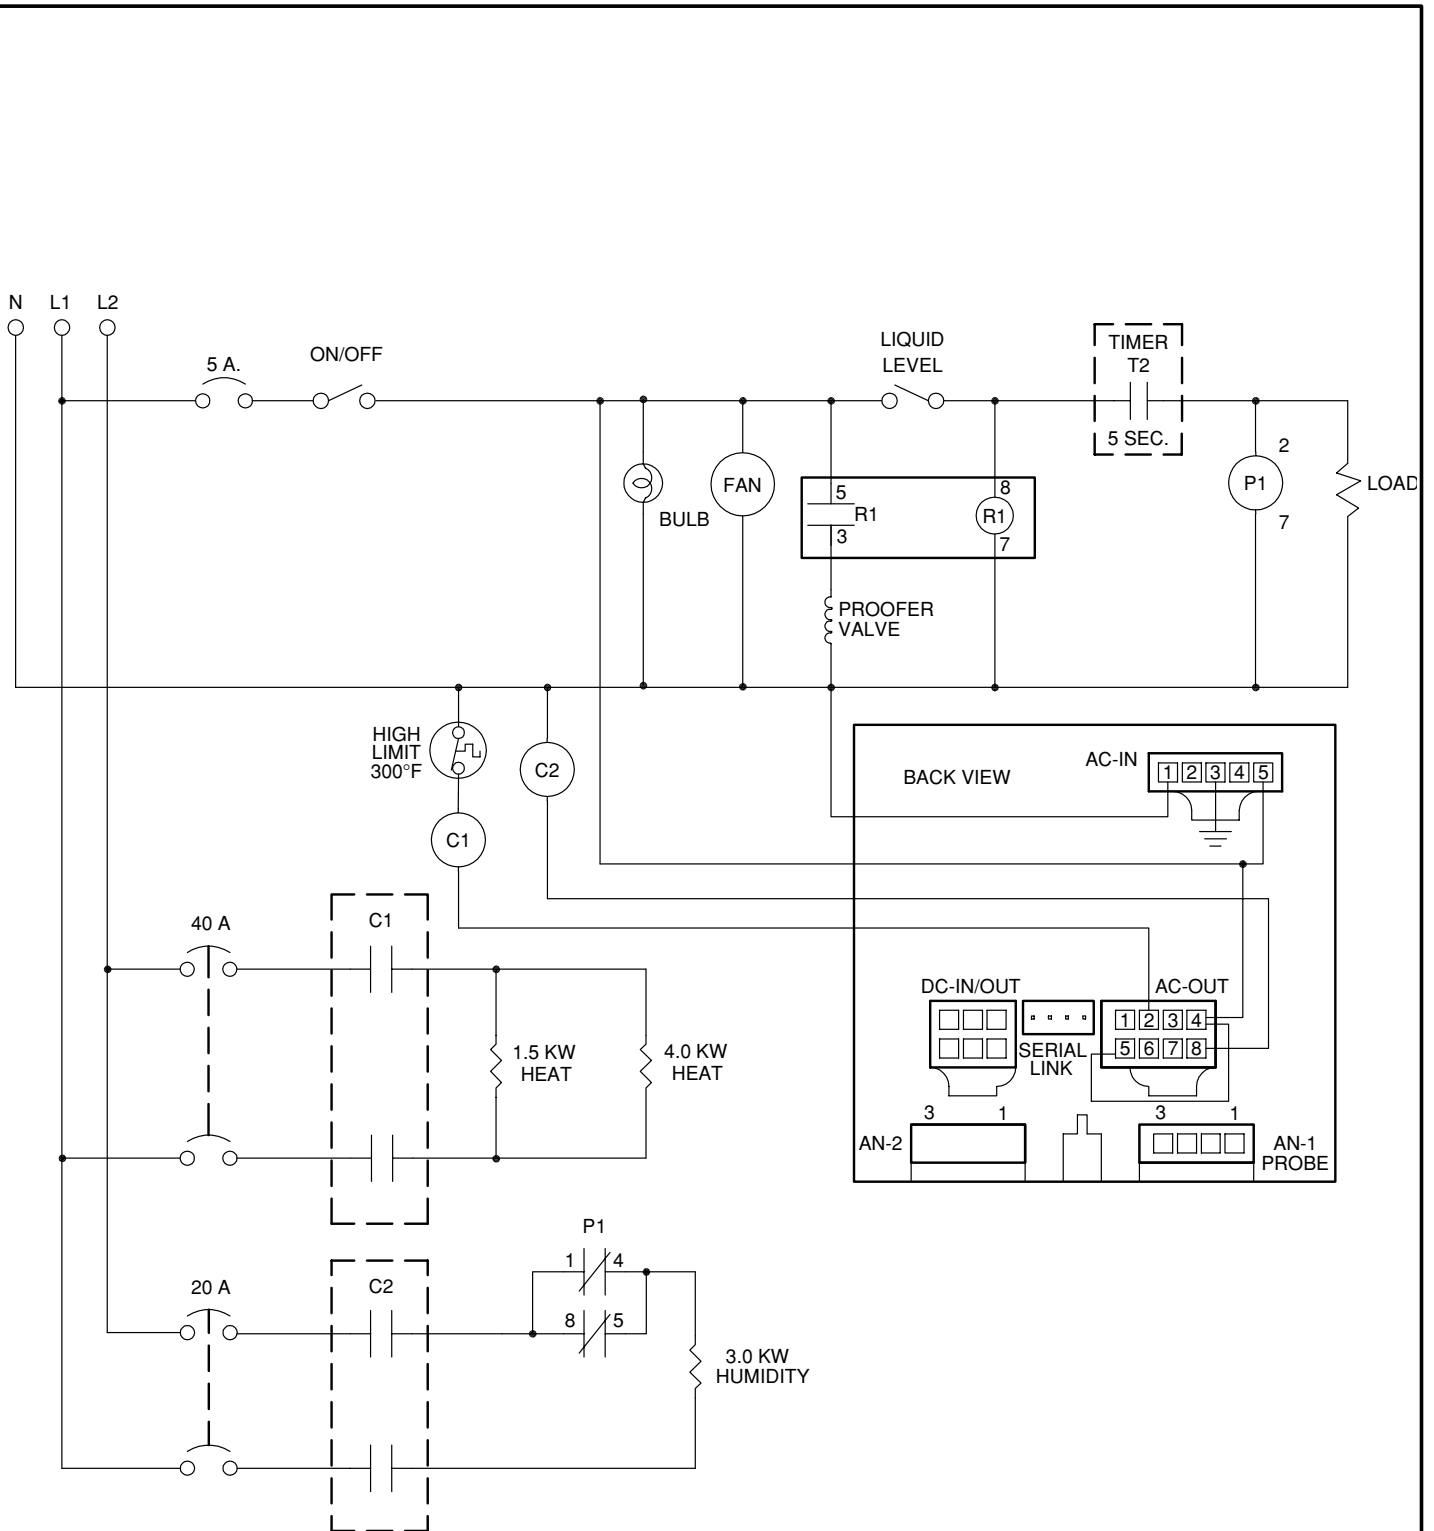 N L1 L2
5 A.
ON/OFF
LIQUID
LEVEL
TIMER
T2
5 SEC.
BULB
FAN
5
R1
3
8
R1
7
2
P1
7
LOAD
PROOFER
VALVE
HIGH
LIMIT
300°F
C2
C1
BACK VIEW
AC-IN
1 2 3 4 5
DC-IN/OUT
SERIAL
LINK
AC-OUT
1 2 3 4
5 6 7 8
3 1
AN-2
3 1
AN-1
PROBE
40 A
C1
1.5 KW
HEAT
4.0 KW
HEAT
20 A
C2
P1
1 4
8 5
3.0 KW
HUMIDITY